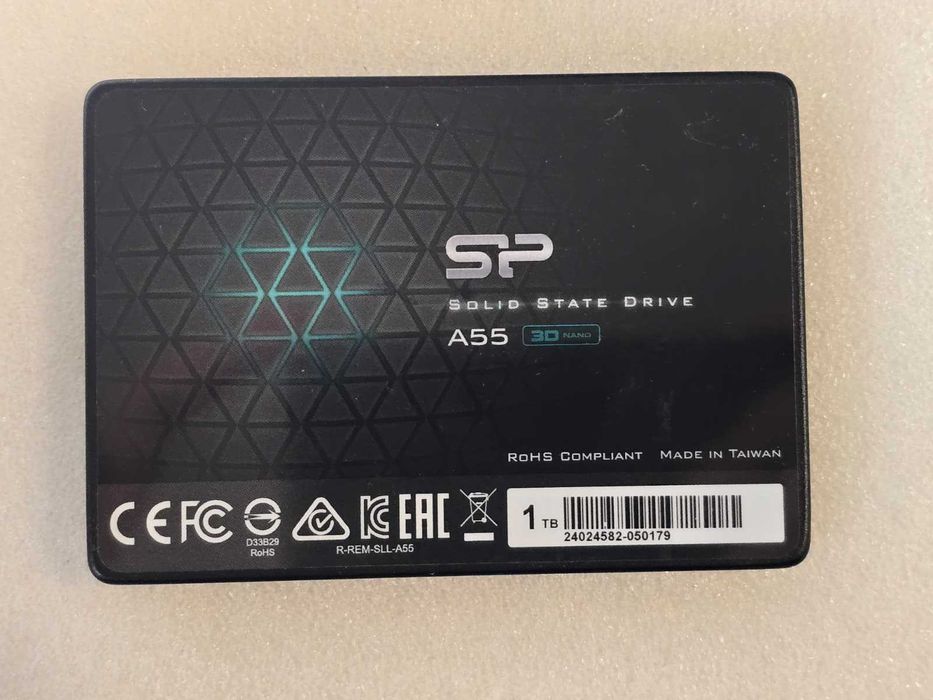 SP
SOLID STATE DRIVE
A55 3D NAND
RoHS COMPLIANT MADE IN TAIWAN
CE FC D33B29 RoHS R-REM-SLL-A55 EAC
1 TB
24024582-050179